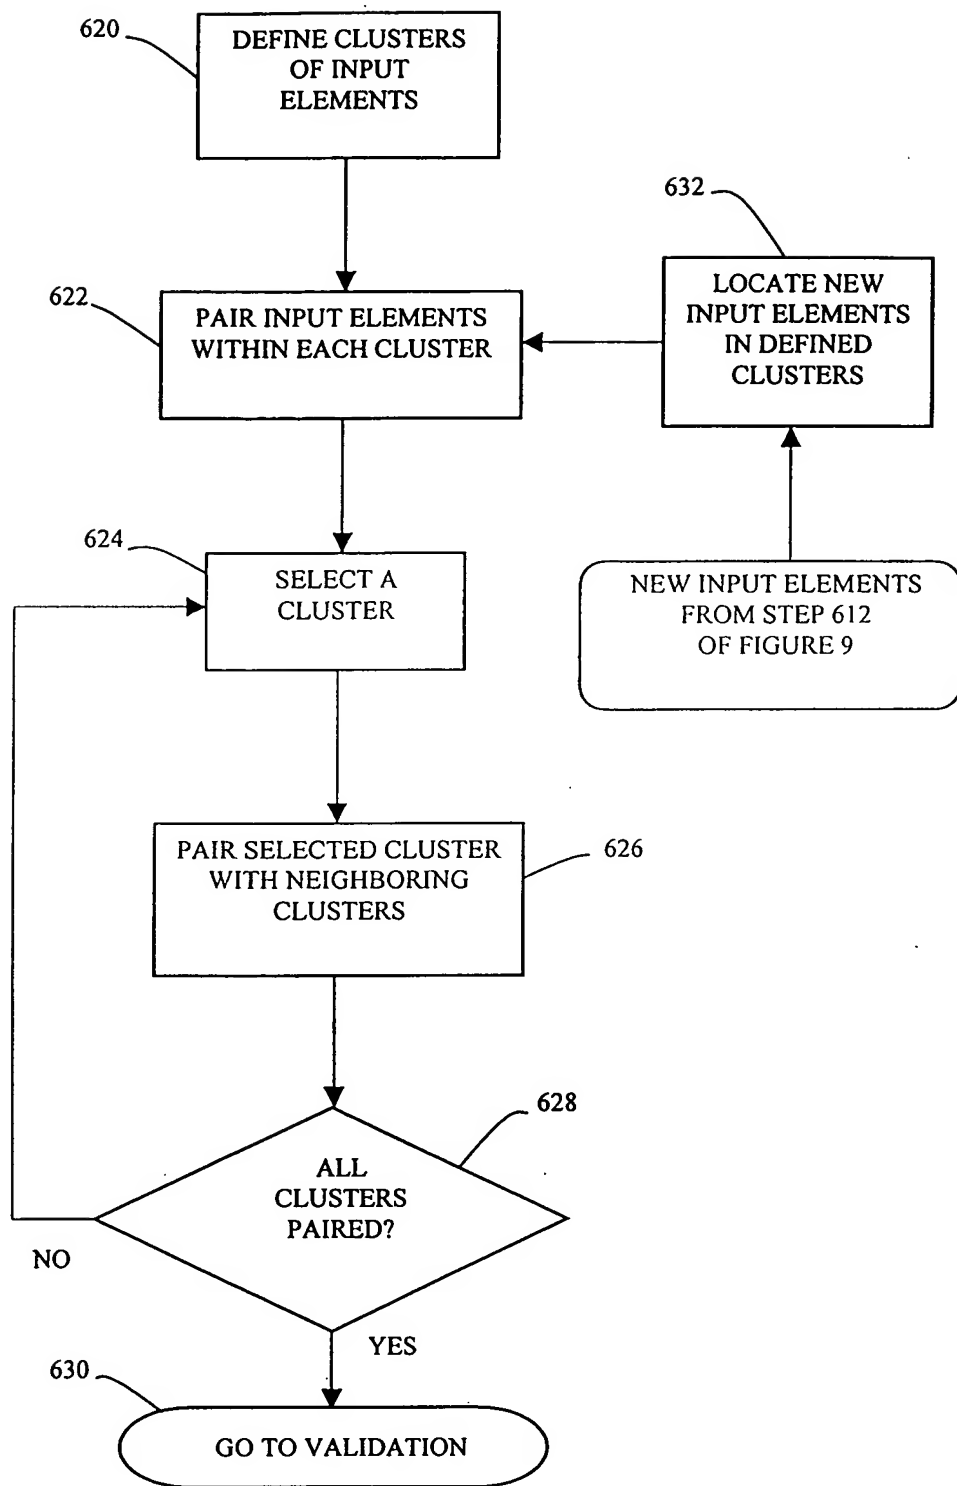 620
DEFINE CLUSTERS
OF INPUT
ELEMENTS
632
LOCATE NEW
INPUT ELEMENTS
IN DEFINED
CLUSTERS
622
PAIR INPUT ELEMENTS
WITHIN EACH CLUSTER
624
SELECT A
CLUSTER
NEW INPUT ELEMENTS
FROM STEP 612
OF FIGURE 9
PAIR SELECTED CLUSTER
WITH NEIGHBORING
CLUSTERS
626
628
ALL
CLUSTERS
PAIRED?
NO
YES
630
GO TO VALIDATION